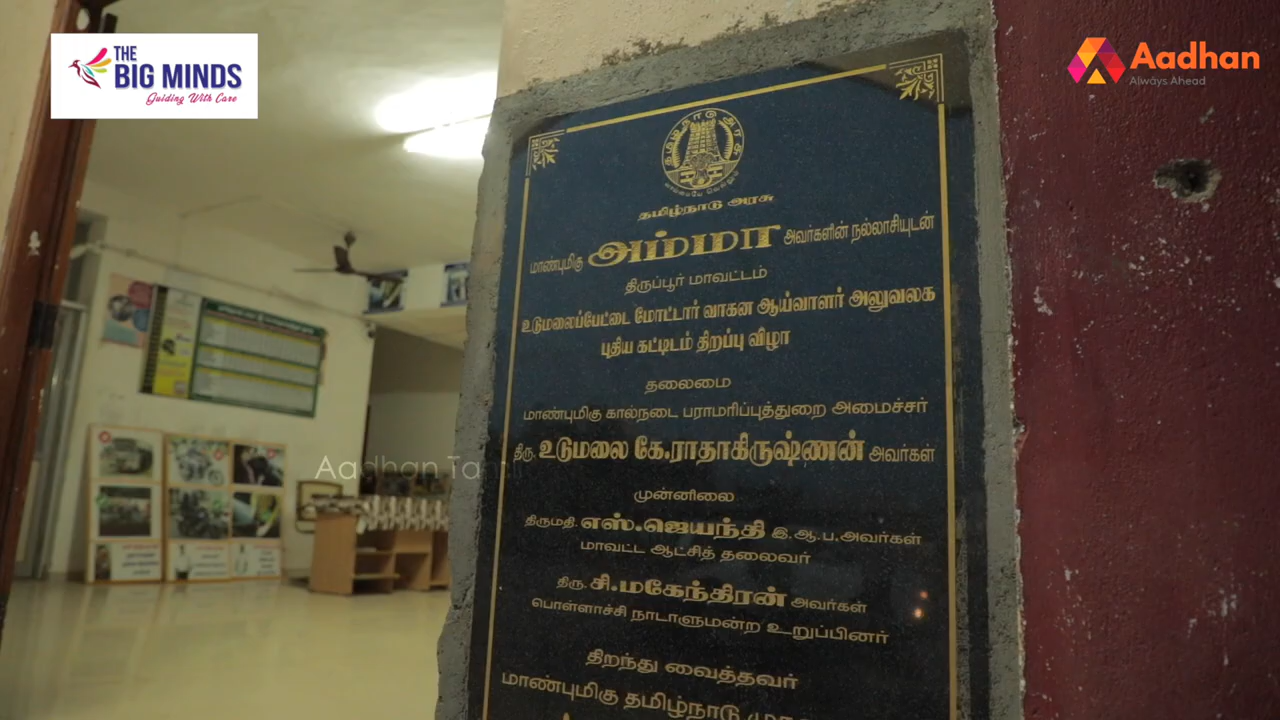 THE
BIG MINDS
Guiding With Care
Aadhan
Always Ahead
தமிழ்நாடு அரசு
வாய்மையே வெல்லும்
தமிழ்நாடு அரசு
மாண்புமிகு அம்மா அவர்களின் நல்லாசியுடன்
திருப்பூர் மாவட்டம்
உடுமலைப்பேட்டை மோட்டார் வாகன ஆய்வாளர் அலுவலக
புதிய கட்டிடம் திறப்பு விழா
தலைமை
மாண்புமிகு கால்நடை பராமரிப்புத்துறை அமைச்சர்
திரு. உடுமலை கே.ராதாகிருஷ்ணன் அவர்கள்
முன்னிலை
திருமதி. எஸ்.ஜெயந்தி இ.ஆ.ப.அவர்கள்
மாவட்ட ஆட்சித் தலைவர்
திரு. சி.மகேந்திரன் அவர்கள்
பொள்ளாச்சி நாடாளுமன்ற உறுப்பினர்
திறந்து வைத்தவர்
மாண்புமிகு தமிழ்நாடு
Aadhan Tamil